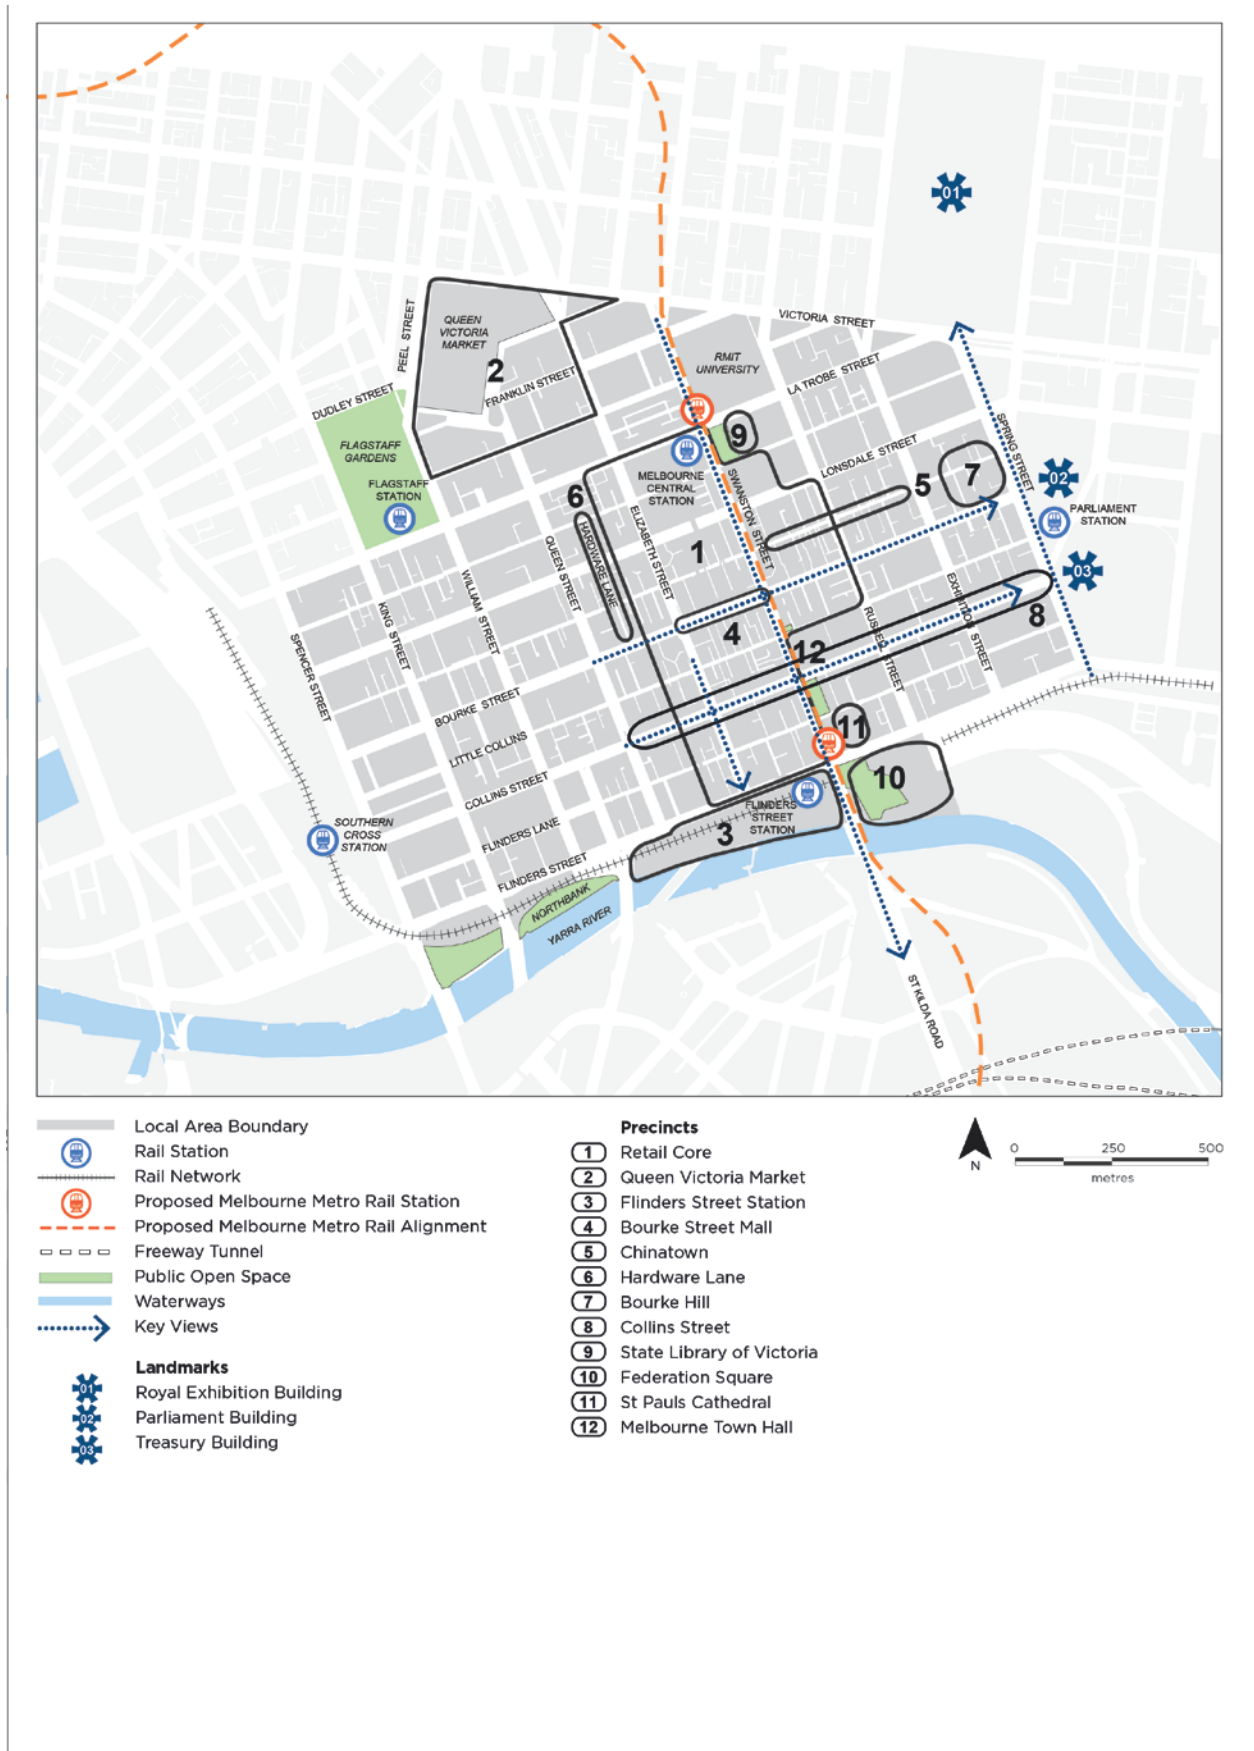 01
VICTORIA STREET
PEEL STREET
QUEEN
VICTORIA
MARKET
2
FRANKLIN STREET
RMIT
UNIVERSITY
LA TROBE STREET
DUDLEY STREET
FLAGSTAFF
GARDENS
FLAGSTAFF
STATION
9
MELBOURNE
CENTRAL
STATION
SWANSTON STREET
LONSDALE STREET
5
7
SPRING STREET
02
PARLIAMENT
STATION
03
6
HARDWARE LANE
ELIZABETH STREET
QUEEN STREET
1
WILLIAM STREET
KING STREET
SPENCER STREET
4
12
RUSSELL STREET
EXHIBITION STREET
8
BOURKE STREET
LITTLE COLLINS
COLLINS STREET
FLINDERS LANE
FLINDERS STREET
11
10
FLINDERS
STREET
STATION
3
SOUTHERN
CROSS
STATION
NORTHBANK
YARRA RIVER
ST KILDA ROAD
Local Area Boundary
Rail Station
Rail Network
Proposed Melbourne Metro Rail Station
Proposed Melbourne Metro Rail Alignment
Freeway Tunnel
Public Open Space
Waterways
Key Views
Landmarks
01 Royal Exhibition Building
02 Parliament Building
03 Treasury Building
Precincts
1 Retail Core
2 Queen Victoria Market
3 Flinders Street Station
4 Bourke Street Mall
5 Chinatown
6 Hardware Lane
7 Bourke Hill
8 Collins Street
9 State Library of Victoria
10 Federation Square
11 St Pauls Cathedral
12 Melbourne Town Hall
N
0 250 500
metres